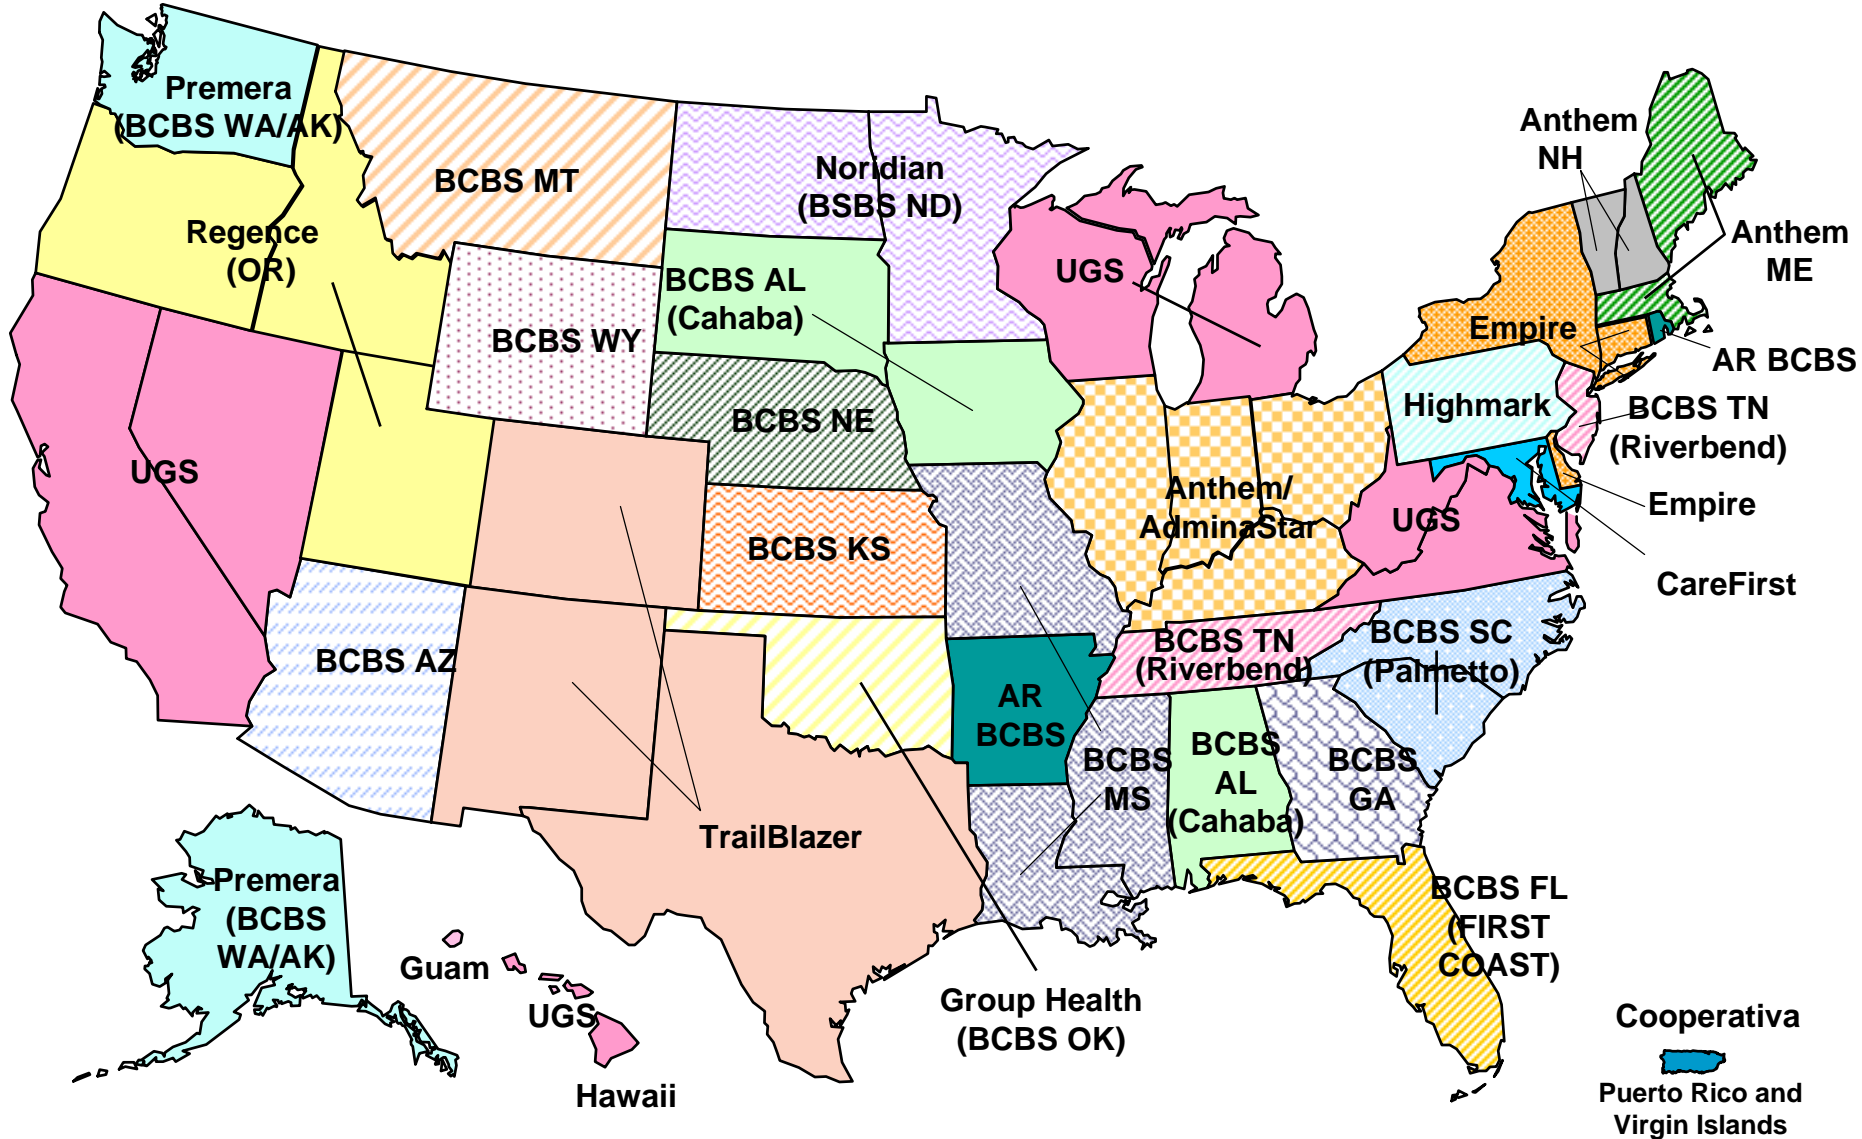 Premera
(BCBS WA/AK)
BCBS MT
Noridian
(BSBS ND)
Anthem
NH
Regence
(OR)
Anthem
ME
BCBS AL
(Cahaba)
UGS
BCBS WY
Empire
AR BCBS
BCBS NE
Highmark
BCBS TN
(Riverbend)
UGS
Anthem/
AdminaStar
UGS
Empire
BCBS KS
CareFirst
BCBS AZ
BCBS TN
(Riverbend)
BCBS SC
(Palmetto)
AR
BCBS
BCBS
MS
BCBS
AL
(Cahaba)
BCBS
GA
TrailBlazer
Premera
(BCBS
WA/AK)
BCBS FL
(FIRST
COAST)
Guam
UGS
Hawaii
Group Health
(BCBS OK)
Cooperativa
Puerto Rico and
Virgin Islands